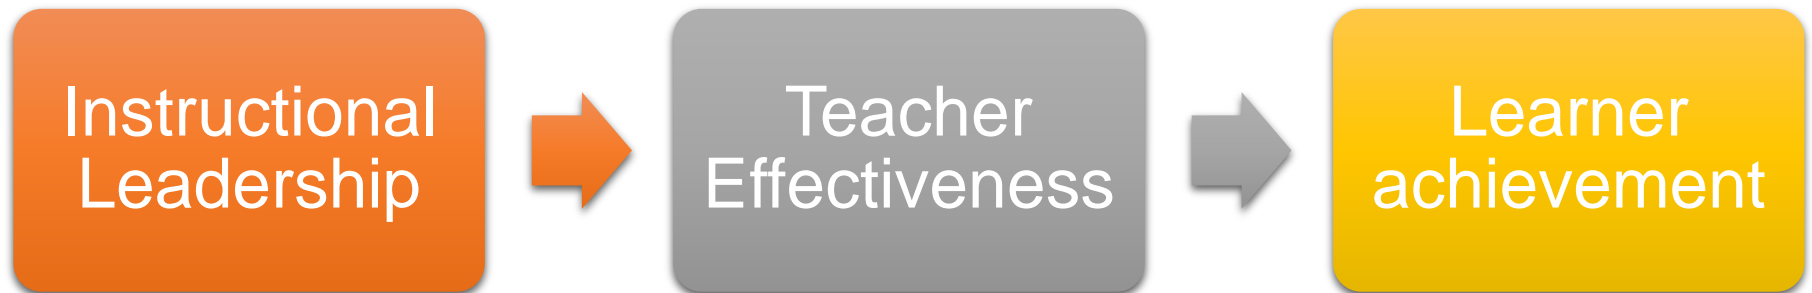 Instructional
Leadership
Teacher
Effectiveness
Learner
achievement